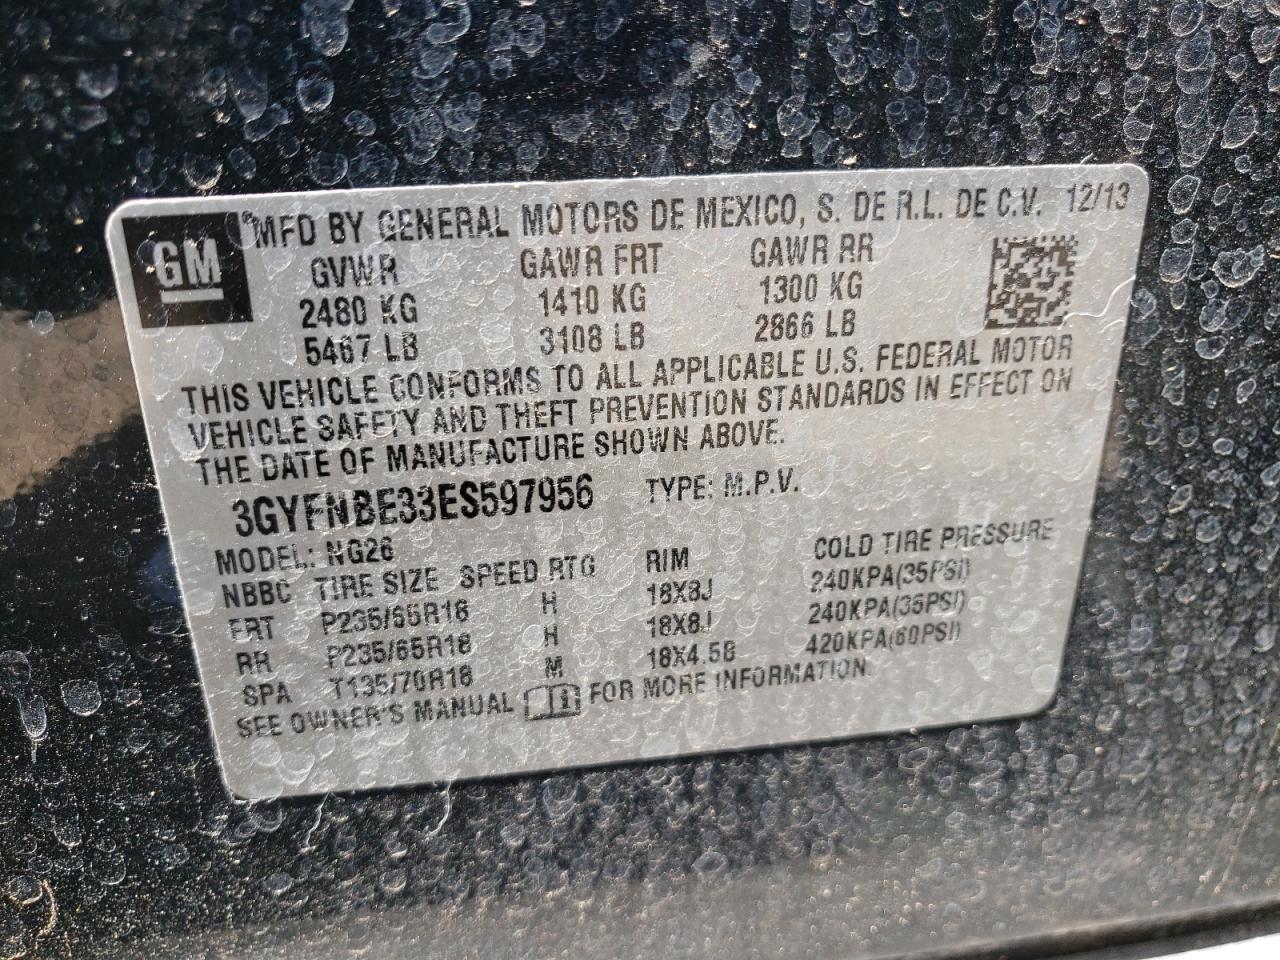 GM
® MFD BY GENERAL MOTORS DE MEXICO, S. DE R.L. DE C.V. 12/13
GVWR GAWR FRT GAWR RR
2480 KG 1410 KG 1300 KG
5467 LB 3108 LB 2866 LB
THIS VEHICLE CONFORMS TO ALL APPLICABLE U.S. FEDERAL MOTOR
VEHICLE SAFETY AND THEFT PREVENTION STANDARDS IN EFFECT ON
THE DATE OF MANUFACTURE SHOWN ABOVE.
3GYFNBE33ES597956 TYPE: M.P.V.
MODEL: NG26
NBBC TIRE SIZE SPEED RTG RIM COLD TIRE PRESSURE
FRT P235/65R18 H 18X8J 240KPA(35PSI)
RR P235/65R18 H 18X8J 240KPA(35PSI)
SPA T135/70R18 M 18X4.5B 420KPA(60PSI)
SEE OWNER'S MANUAL i FOR MORE INFORMATION.